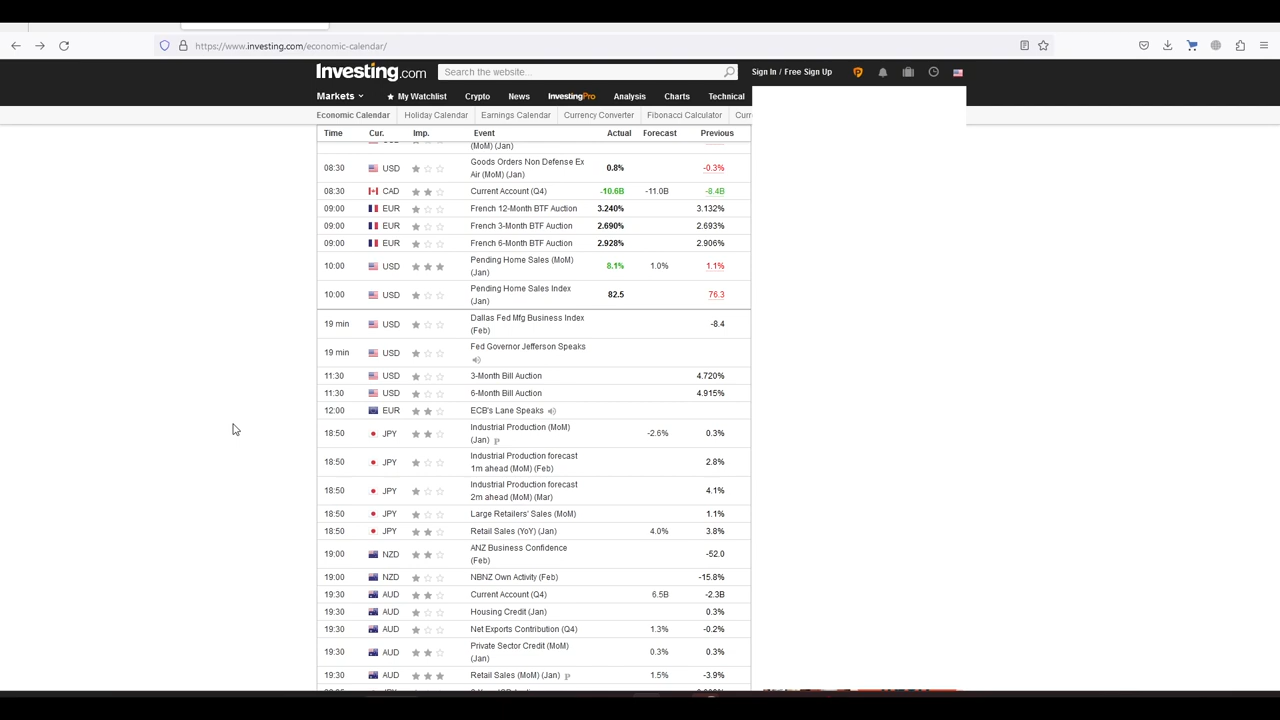 https://www.investing.com/economic-calendar/
Investing.com
Search the website...
Sign In / Free Sign Up
Markets
My Watchlist Crypto News InvestingPro Analysis Charts Technical
Economic Calendar Holiday Calendar Earnings Calendar Currency Converter Fibonacci Calculator Curre
Time Cur. Imp. Event Actual Forecast Previous
(MoM) (Jan)
08:30 USD Goods Orders Non Defense Ex 0.8% -0.3%
Air (MoM) (Jan)
08:30 CAD Current Account (Q4) -10.6B -11.0B -8.4B
09:00 EUR French 12-Month BTF Auction 3.240% 3.132%
09:00 EUR French 3-Month BTF Auction 2.690% 2.693%
09:00 EUR French 6-Month BTF Auction 2.928% 2.906%
10:00 USD Pending Home Sales (MoM) 8.1% 1.0% 1.1%
(Jan)
10:00 USD Pending Home Sales Index 82.5 76.3
(Jan)
19 min USD Dallas Fed Mfg Business Index -8.4
(Feb)
19 min USD Fed Governor Jefferson Speaks
11:30 USD 3-Month Bill Auction 4.720%
11:30 USD 6-Month Bill Auction 4.915%
12:00 EUR ECB's Lane Speaks
18:50 JPY Industrial Production (MoM) -2.6% 0.3%
(Jan) P
18:50 JPY Industrial Production forecast 2.8%
1m ahead (MoM) (Feb)
18:50 JPY Industrial Production forecast 4.1%
2m ahead (MoM) (Mar)
18:50 JPY Large Retailers' Sales (MoM) 1.1%
18:50 JPY Retail Sales (YoY) (Jan) 4.0% 3.8%
19:00 NZD ANZ Business Confidence -52.0
(Feb)
19:00 NZD NBNZ Own Activity (Feb) -15.8%
19:30 AUD Current Account (Q4) 6.5B -2.3B
19:30 AUD Housing Credit (Jan) 0.3%
19:30 AUD Net Exports Contribution (Q4) 1.3% -0.2%
19:30 AUD Private Sector Credit (MoM) 0.3% 0.3%
(Jan)
19:30 AUD Retail Sales (MoM) (Jan) P 1.5% -3.9%